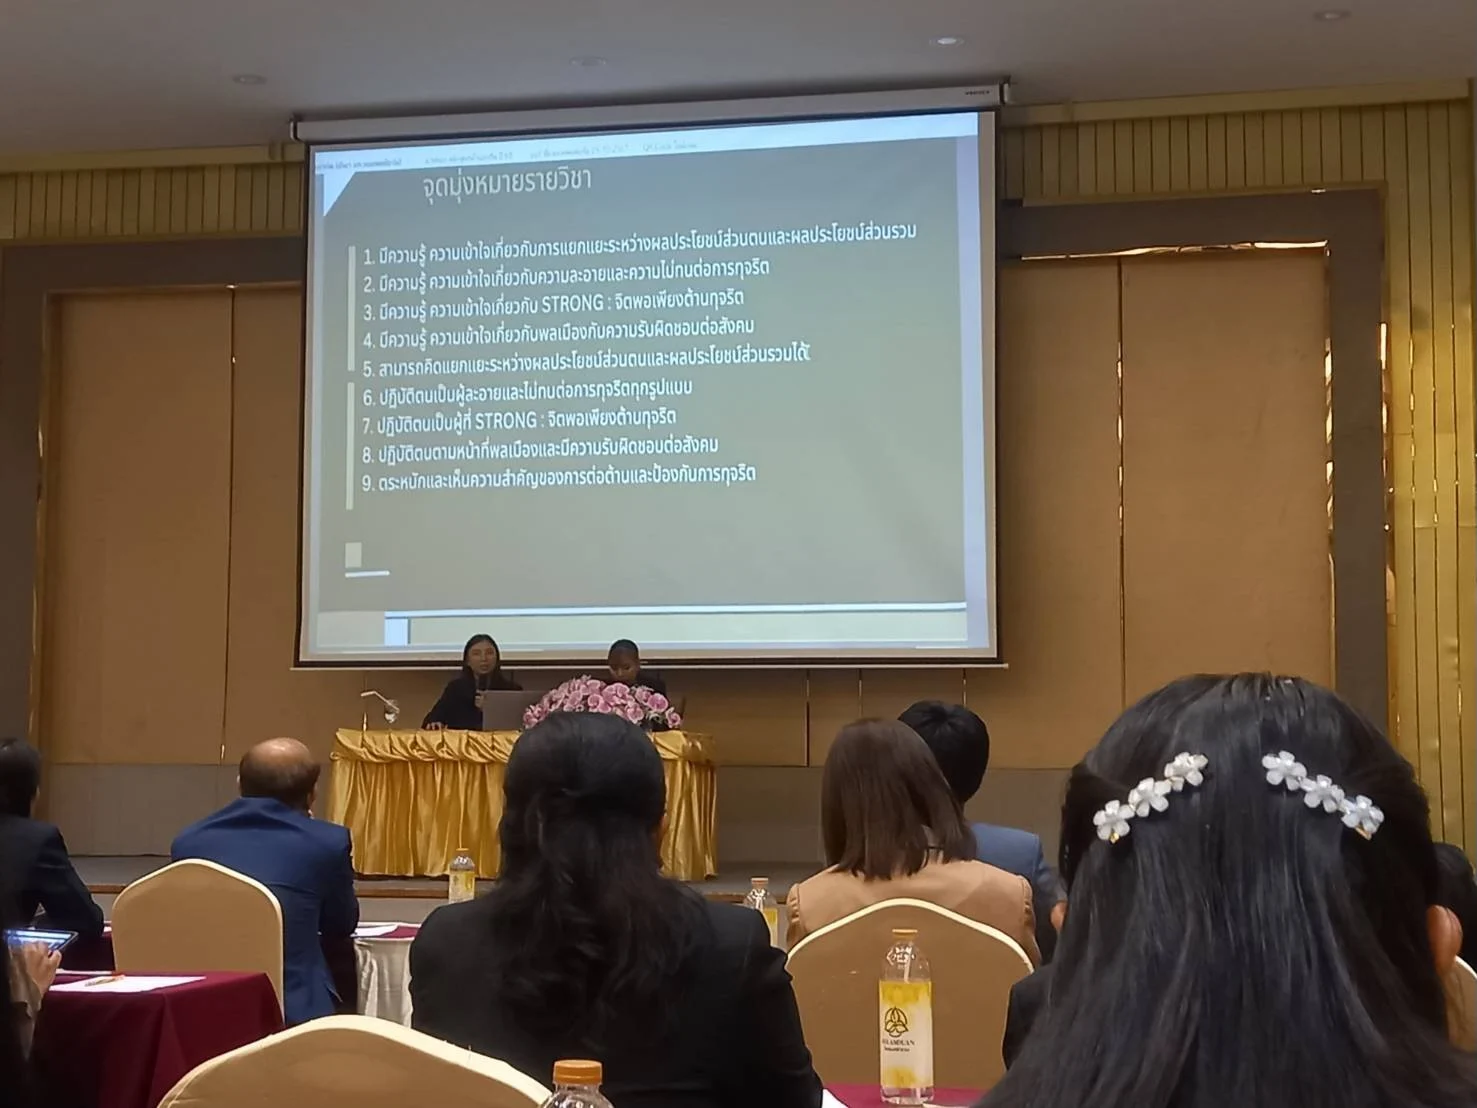 จุดมุ่งหมายรายวิชา
1. มีความรู้ ความเข้าใจเกี่ยวกับการแยกแยะระหว่างผลประโยชน์ส่วนตนและผลประโยชน์ส่วนรวม
2. มีความรู้ ความเข้าใจเกี่ยวกับความละอายและความไม่ทนต่อการทุจริต
3. มีความรู้ ความเข้าใจเกี่ยวกับ STRONG : จิตพอเพียงต้านทุจริต
4. มีความรู้ ความเข้าใจเกี่ยวกับพลเมืองกับความรับผิดชอบต่อสังคม
5. สามารถคิดแยกแยะระหว่างผลประโยชน์ส่วนตนและผลประโยชน์ส่วนรวมได้
6. ปฏิบัติตนเป็นผู้ละอายและไม่ทนต่อการทุจริตทุกรูปแบบ
7. ปฏิบัติตนเป็นผู้ที่ STRONG : จิตพอเพียงต้านทุจริต
8. ปฏิบัติตนตามหน้าที่พลเมืองและมีความรับผิดชอบต่อสังคม
9. ตระหนักและเห็นความสำคัญของการต่อต้านและป้องกันการทุจริต